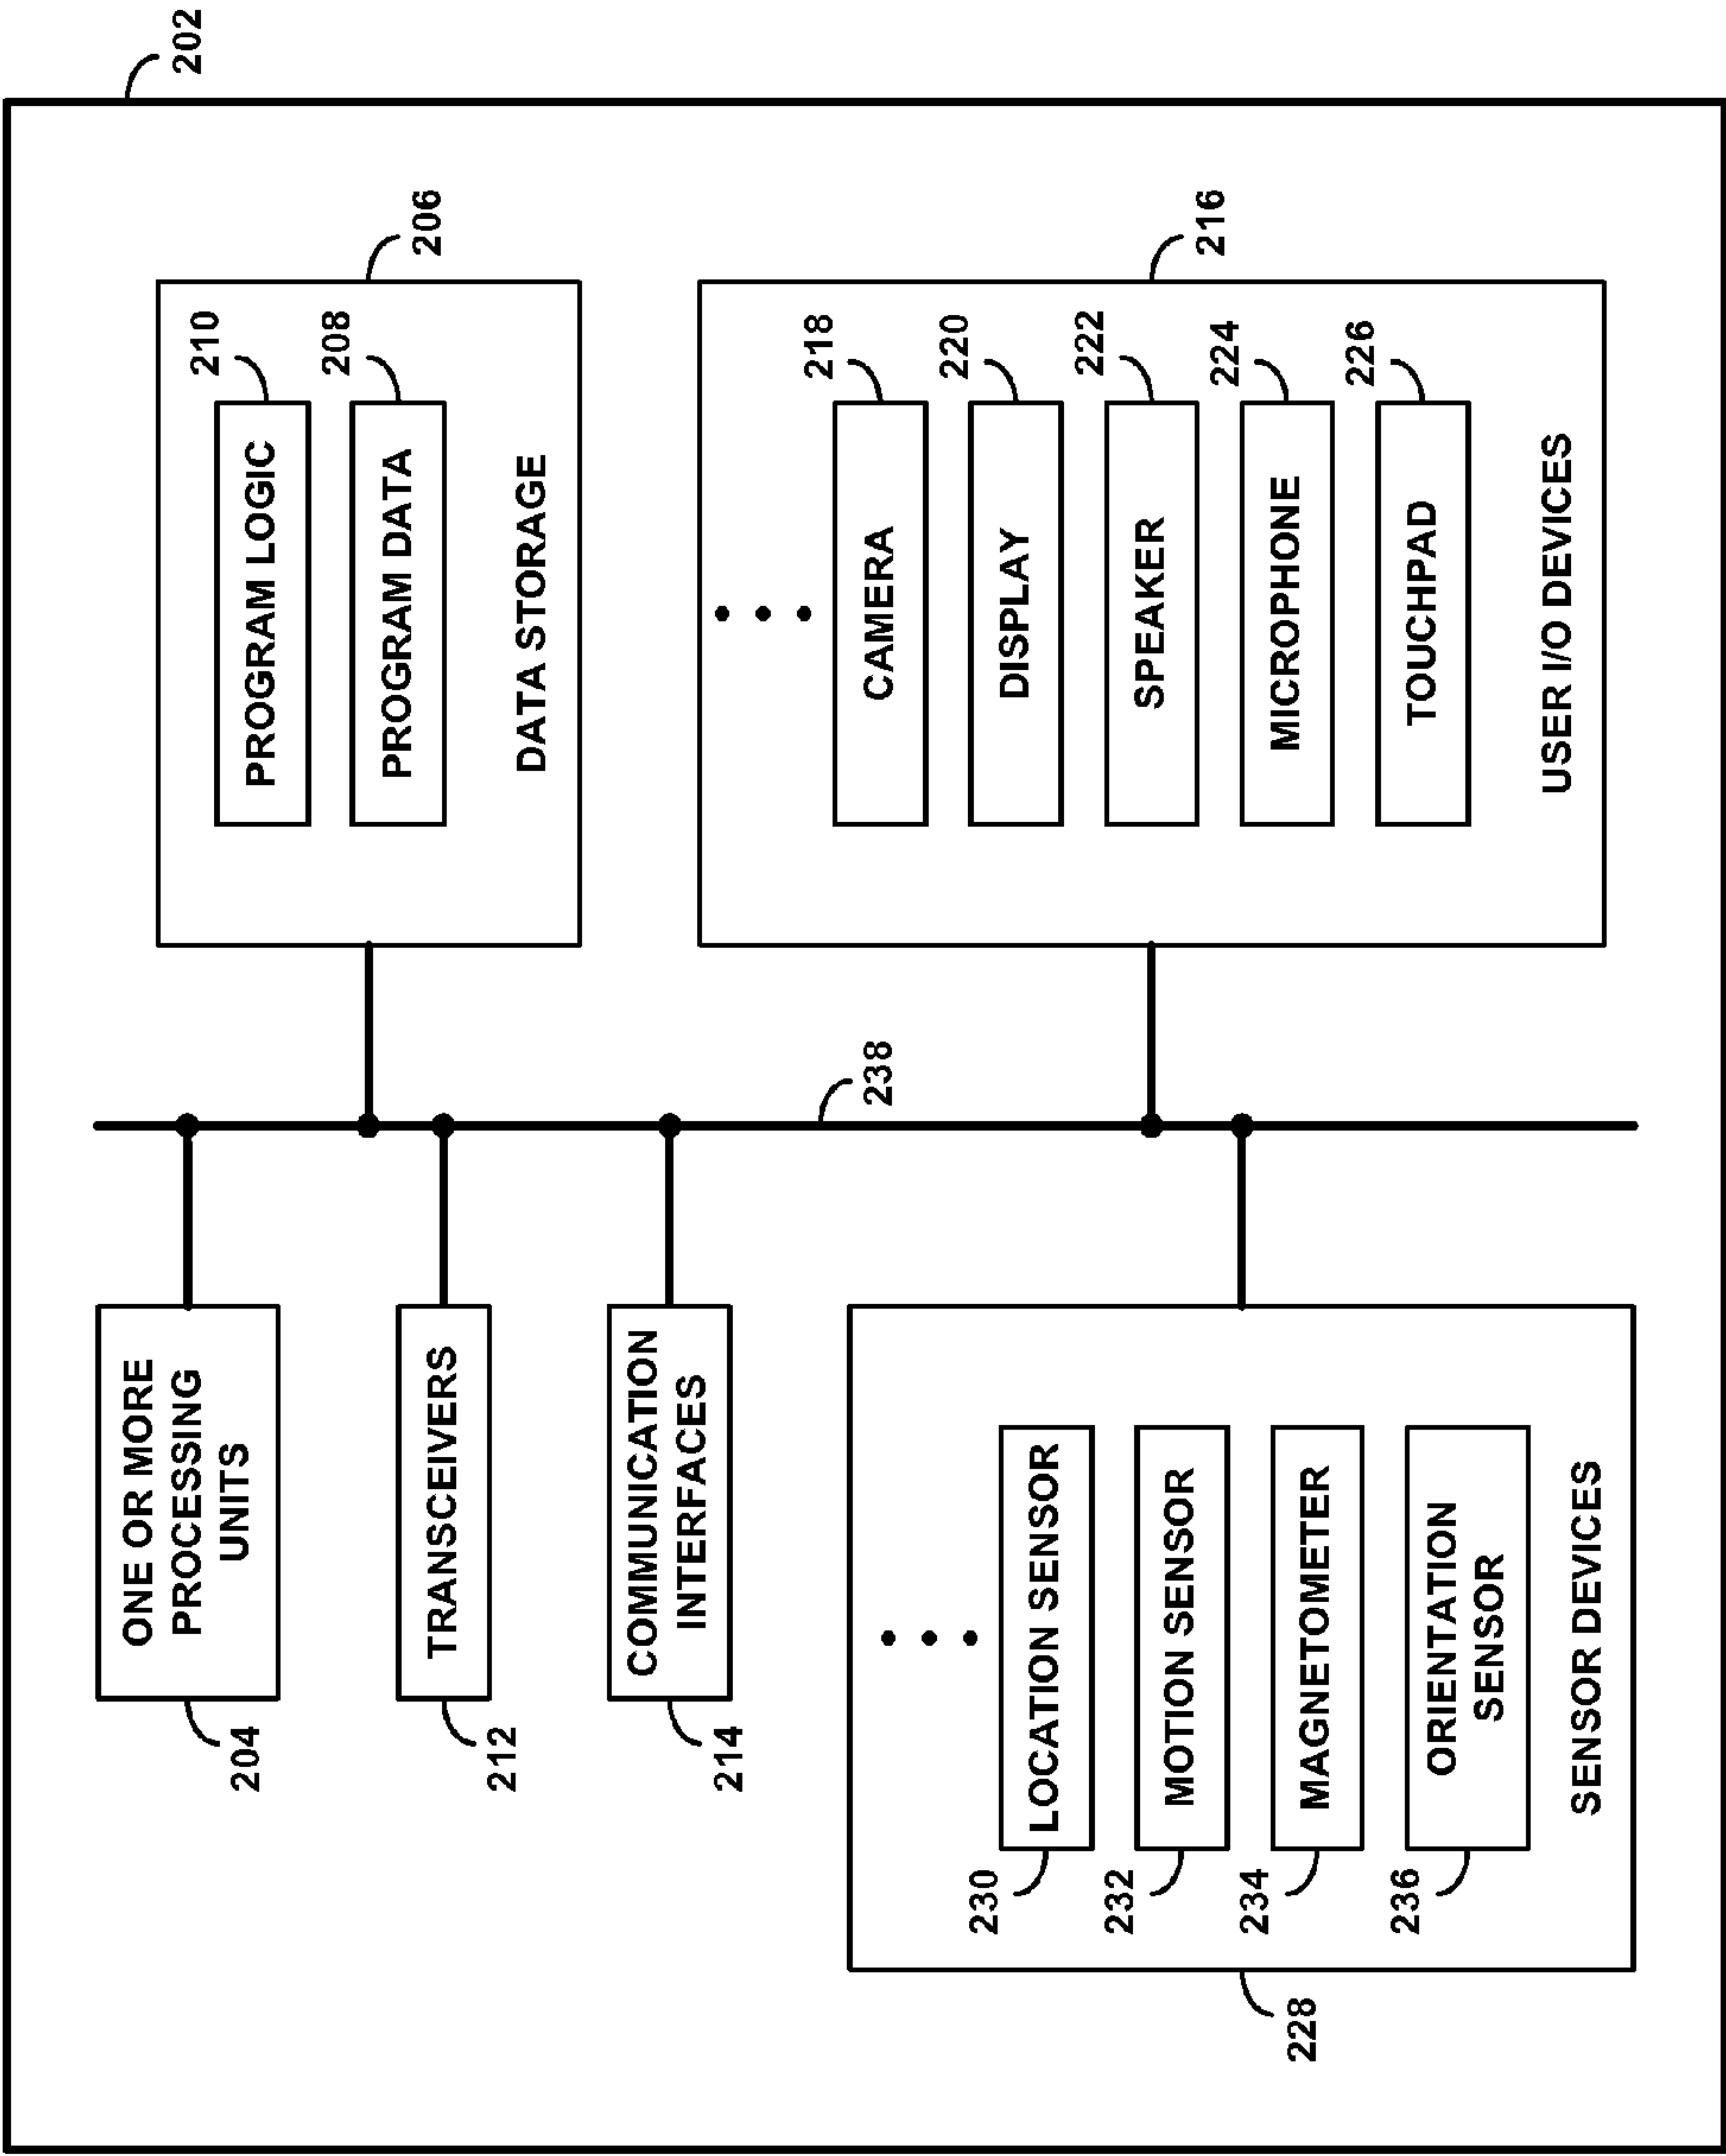 202
ONE OR MORE
PROCESSING
UNITS
204
TRANSCEIVERS
212
COMMUNICATION
INTERFACES
214
LOCATION SENSOR
230
MOTION SENSOR
232
MAGNETOMETER
234
ORIENTATION
SENSOR
236
SENSOR DEVICES
228
238
PROGRAM LOGIC
210
PROGRAM DATA
208
DATA STORAGE
206
CAMERA
218
DISPLAY
220
SPEAKER
222
MICROPHONE
224
TOUCHPAD
226
USER I/O DEVICES
216